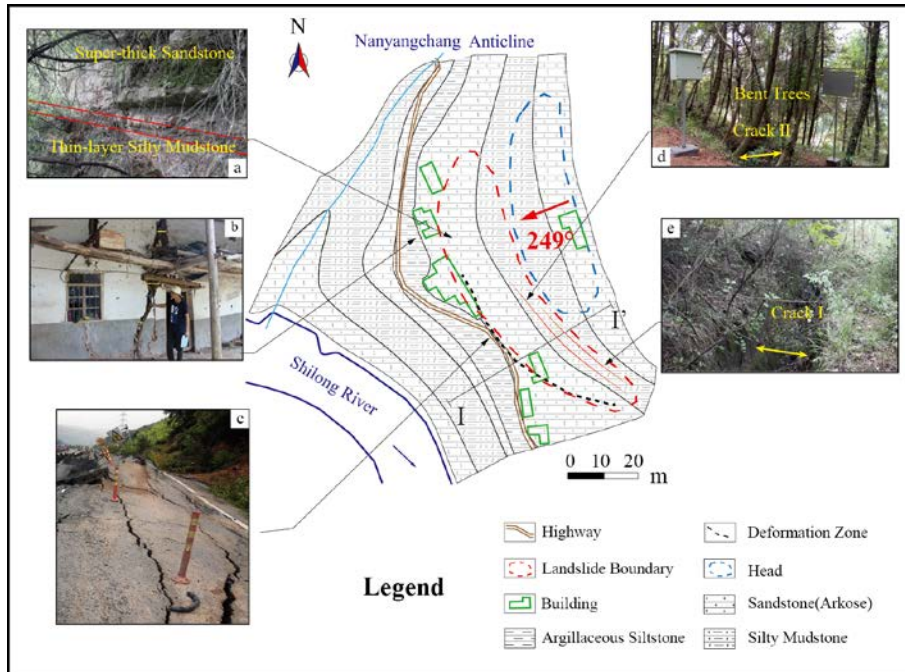 Super-thick Sandstone
Thin-layer Silty Mudstone
a
b
c
N
Nanyangchang Anticline
249°
I'
I
Shilong River
0 10 20
m
Bent Trees
Crack II
d
e
Crack I
Legend
Highway
Landslide Boundary
Building
Argillaceous Siltstone
Deformation Zone
Head
Sandstone(Arkose)
Silty Mudstone